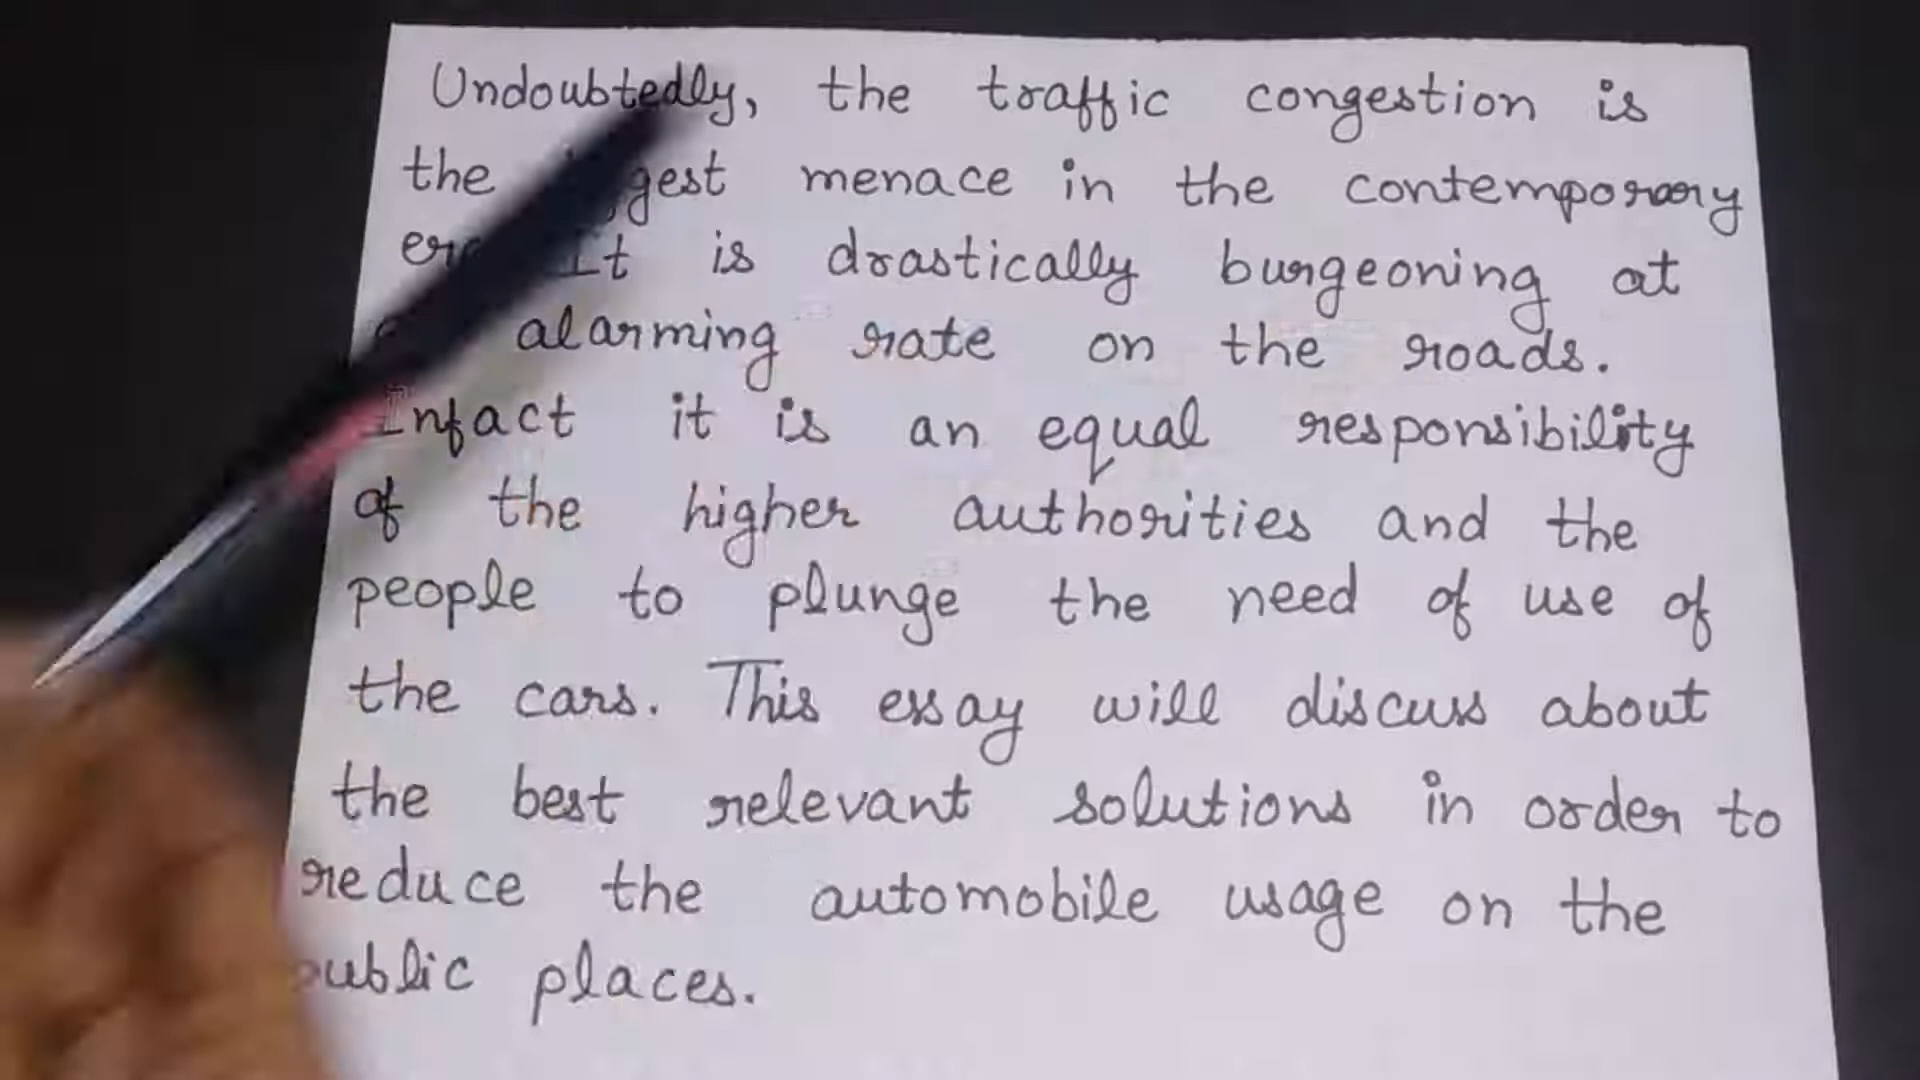 Undoubtedly, the traffic congestion is
the menace in the contemporary
It is drastically burgeoning at
alarming rate on the roads.
Infact it is an equal responsibility
of the higher authorities and the
people to plunge the need of use of
the cars. This essay will discuss about
the best relevant solutions in order to
reduce the automobile usage on the
public places.